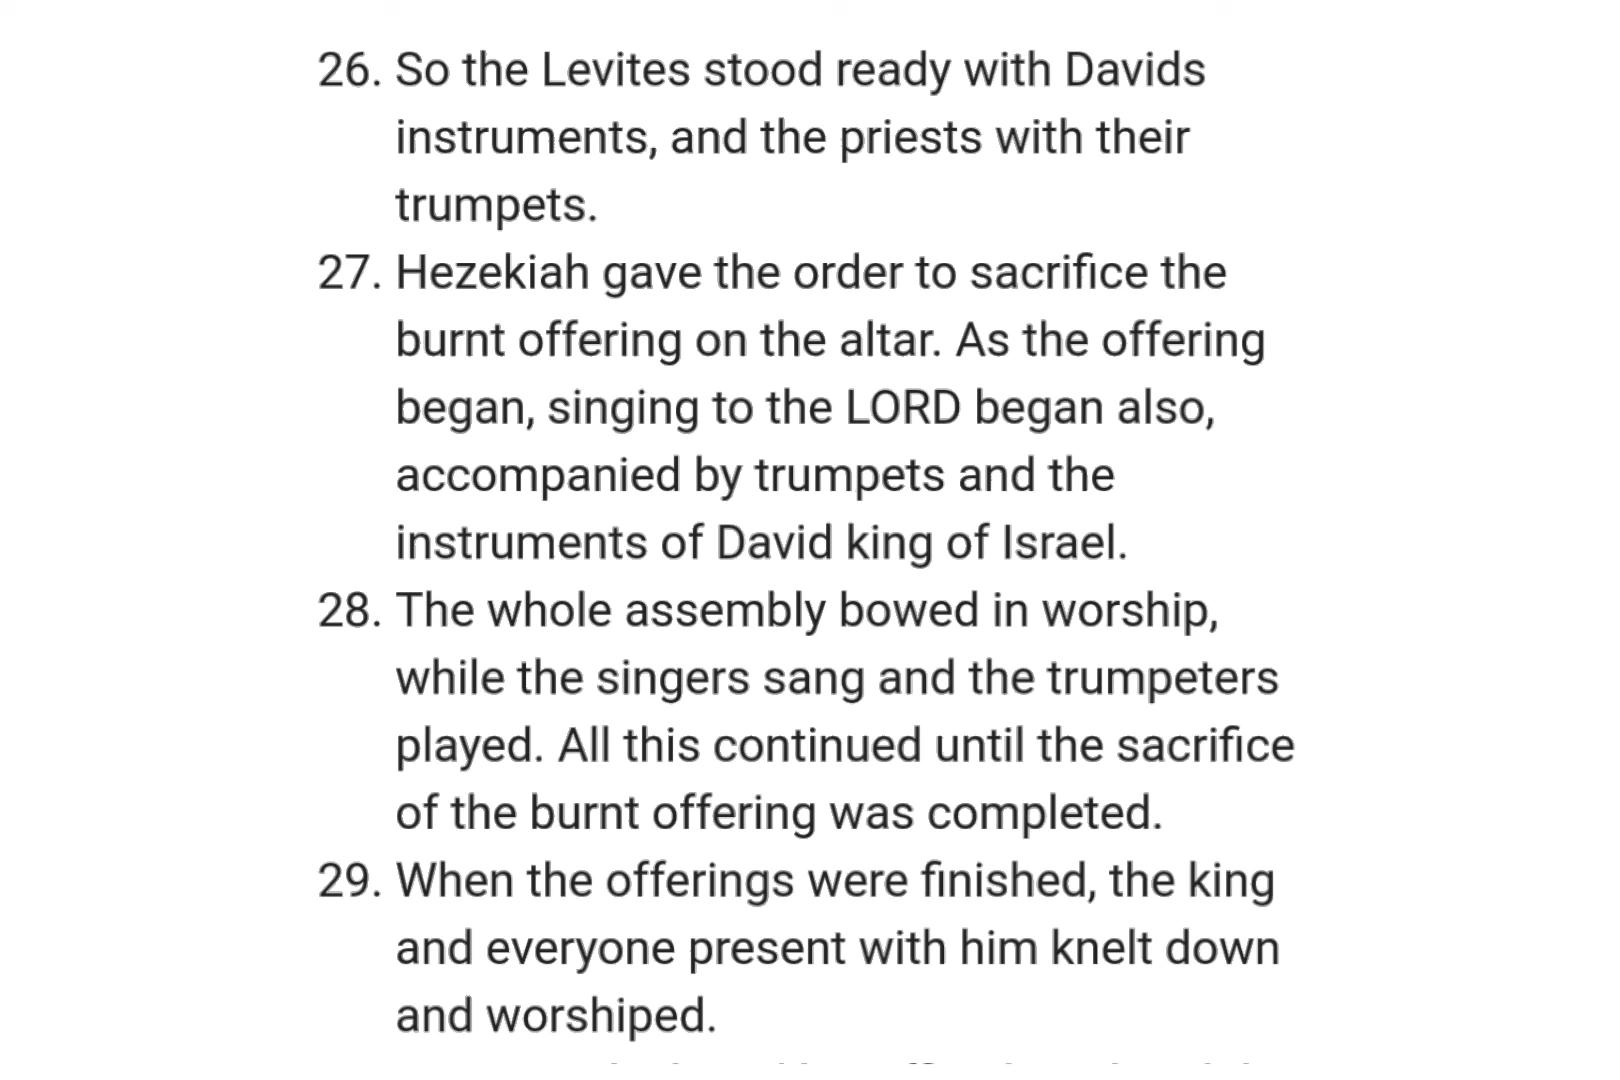 26. So the Levites stood ready with Davids
instruments, and the priests with their
trumpets.
27. Hezekiah gave the order to sacrifice the
burnt offering on the altar. As the offering
began, singing to the LORD began also,
accompanied by trumpets and the
instruments of David king of Israel.
28. The whole assembly bowed in worship,
while the singers sang and the trumpeters
played. All this continued until the sacrifice
of the burnt offering was completed.
29. When the offerings were finished, the king
and everyone present with him knelt down
and worshiped.